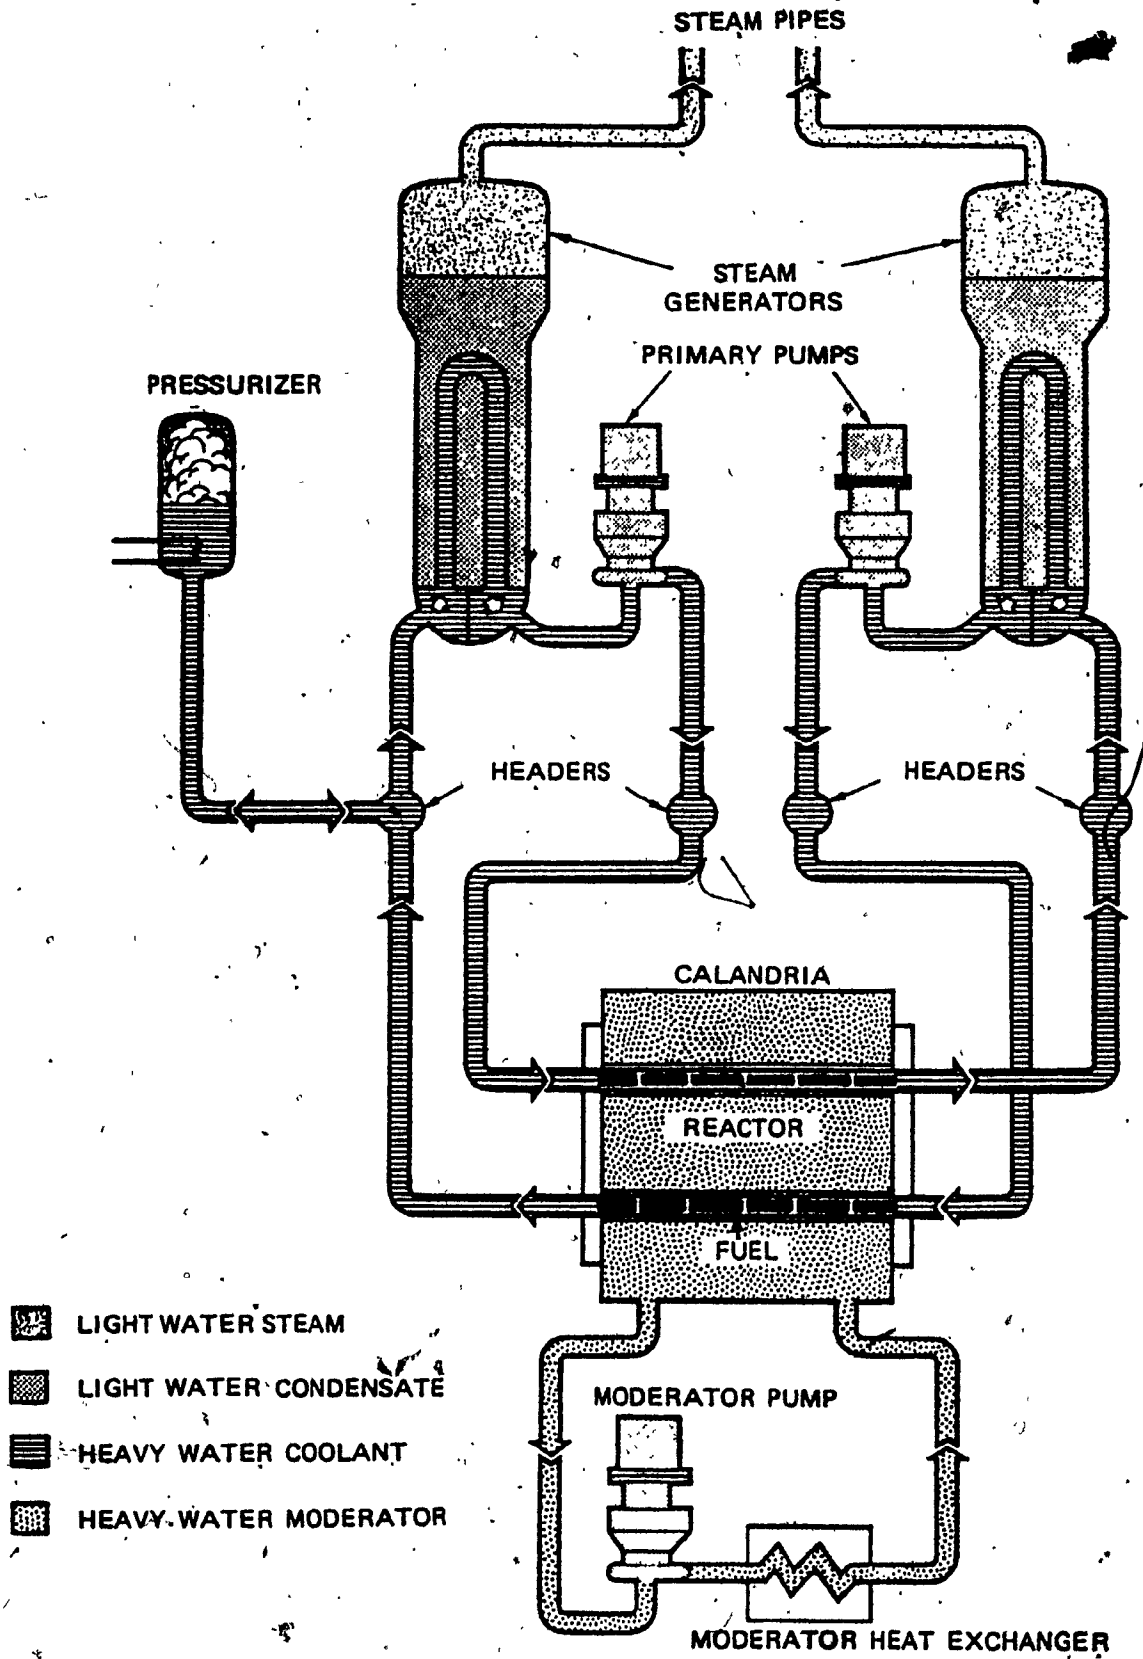 STEAM PIPES
STEAM
GENERATORS
PRIMARY PUMPS
PRESSURIZER
HEADERS
HEADERS
CALANDRIA
REACTOR
FUEL
LIGHT WATER STEAM
LIGHT WATER CONDENSATE
HEAVY WATER COOLANT
HEAVY WATER MODERATOR
MODERATOR PUMP
MODERATOR HEAT EXCHANGER